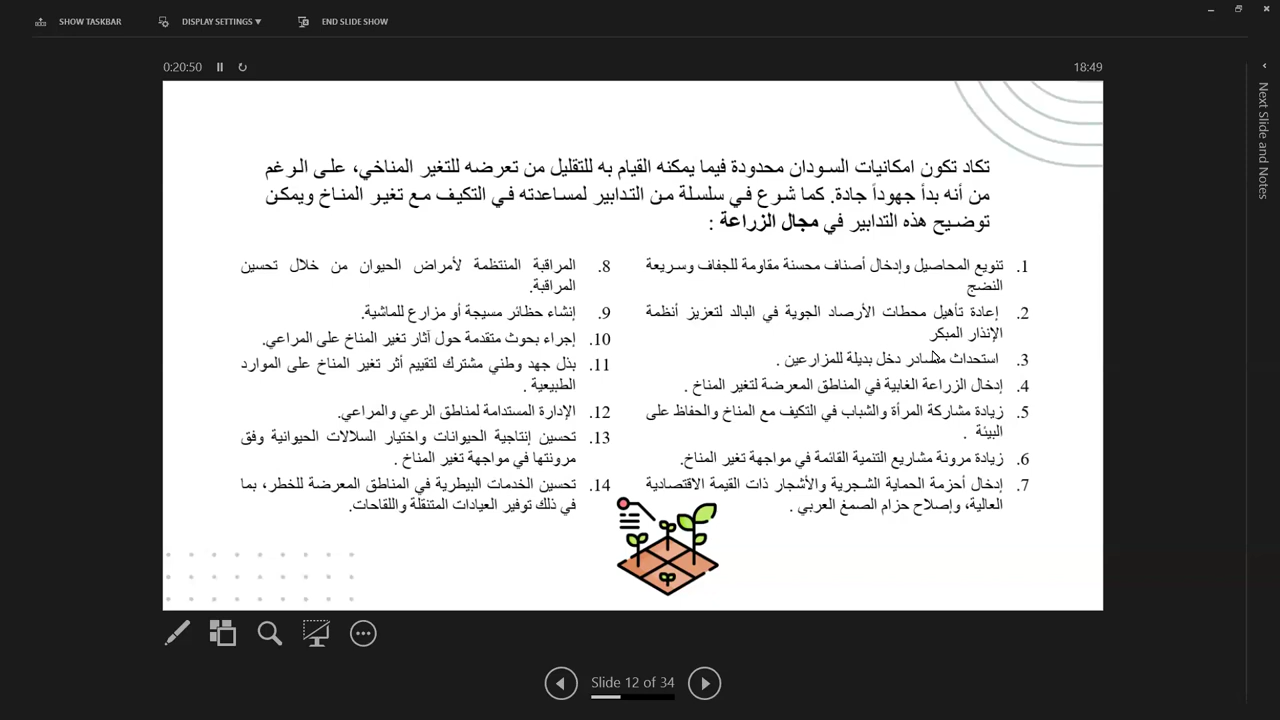 SHOW TASKBAR
DISPLAY SETTINGS ▼
END SLIDE SHOW
0:20:50
18:49
Next Slide and Notes
تكاد تكون امكانيات السودان محدودة فيما يمكنه القيام به للتقليل من تعرضه للتغير المناخي، على الرغم
من أنه بدأ جهوداً جادة. كما شرع في سلسلة من التدابير لمساعدته في التكيف مع تغير المناخ ويمكن
توضيح هذه التدابير في مجال الزراعة :
1. تنويع المحاصيل وإدخال أصناف محسنة مقاومة للجفاف وسريعة
النضج
2. إعادة تأهيل محطات الأرصاد الجوية في البالد لتعزيز أنظمة
الإنذار المبكر
3. استحداث مصادر دخل بديلة للمزارعين .
4. إدخال الزراعة الغابية في المناطق المعرضة لتغير المناخ .
5. زيادة مشاركة المرأة والشباب في التكيف مع المناخ والحفاظ على
البيئة .
6. زيادة مرونة مشاريع التنمية القائمة في مواجهة تغير المناخ.
7. إدخال أحزمة الحماية الشجرية والأشجار ذات القيمة الاقتصادية
العالية، وإصلاح حزام الصمغ العربي .
8. المراقبة المنتظمة لأمراض الحيوان من خلال تحسين
المراقبة.
9. إنشاء حظائر مسيجة أو مزارع للماشية.
10. إجراء بحوث متقدمة حول آثار تغير المناخ على المراعي.
11. بذل جهد وطني مشترك لتقييم أثر تغير المناخ على الموارد
الطبيعية .
12. الإدارة المستدامة لمناطق الرعي والمراعي.
13. تحسين إنتاجية الحيوانات واختيار السلالات الحيوانية وفق
مرونتها في مواجهة تغير المناخ .
14. تحسين الخدمات البيطرية في المناطق المعرضة للخطر، بما
في ذلك توفير العيادات المتنقلة واللقاحات.
Slide 12 of 34